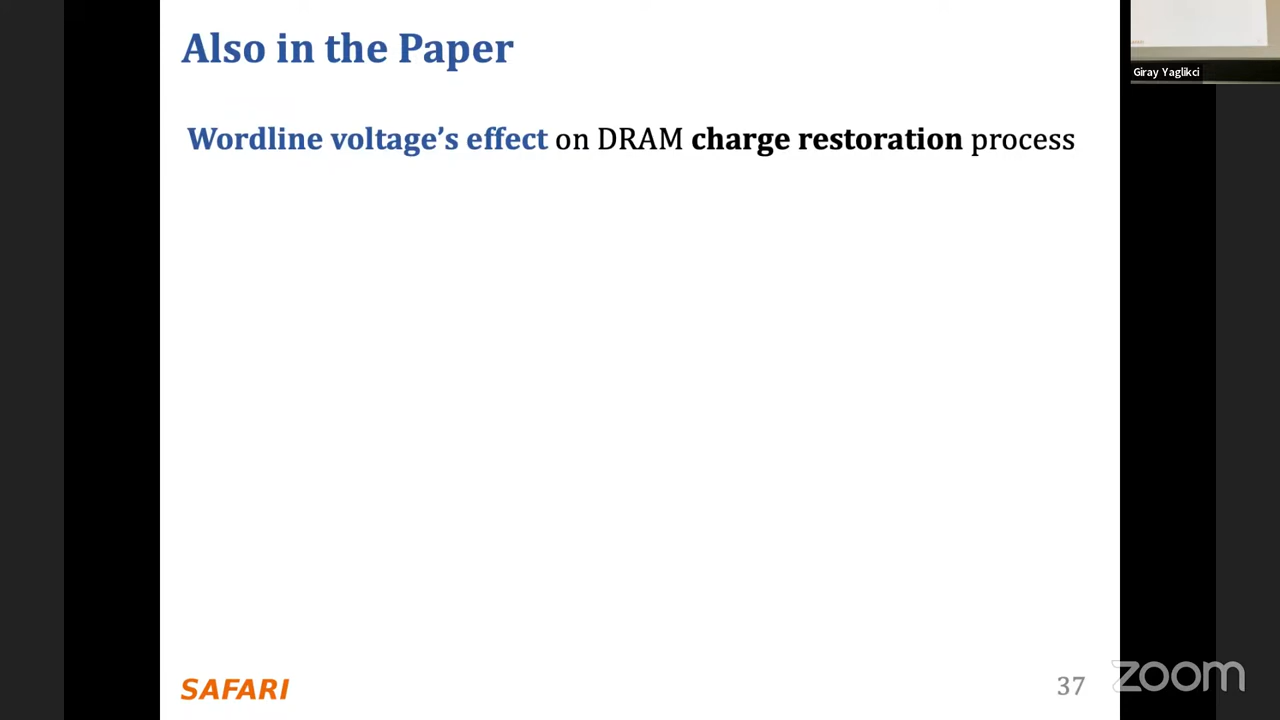 Also in the Paper
Giray Yaglikci
Wordline voltage's effect on DRAM charge restoration process
SAFARI
37
zoom